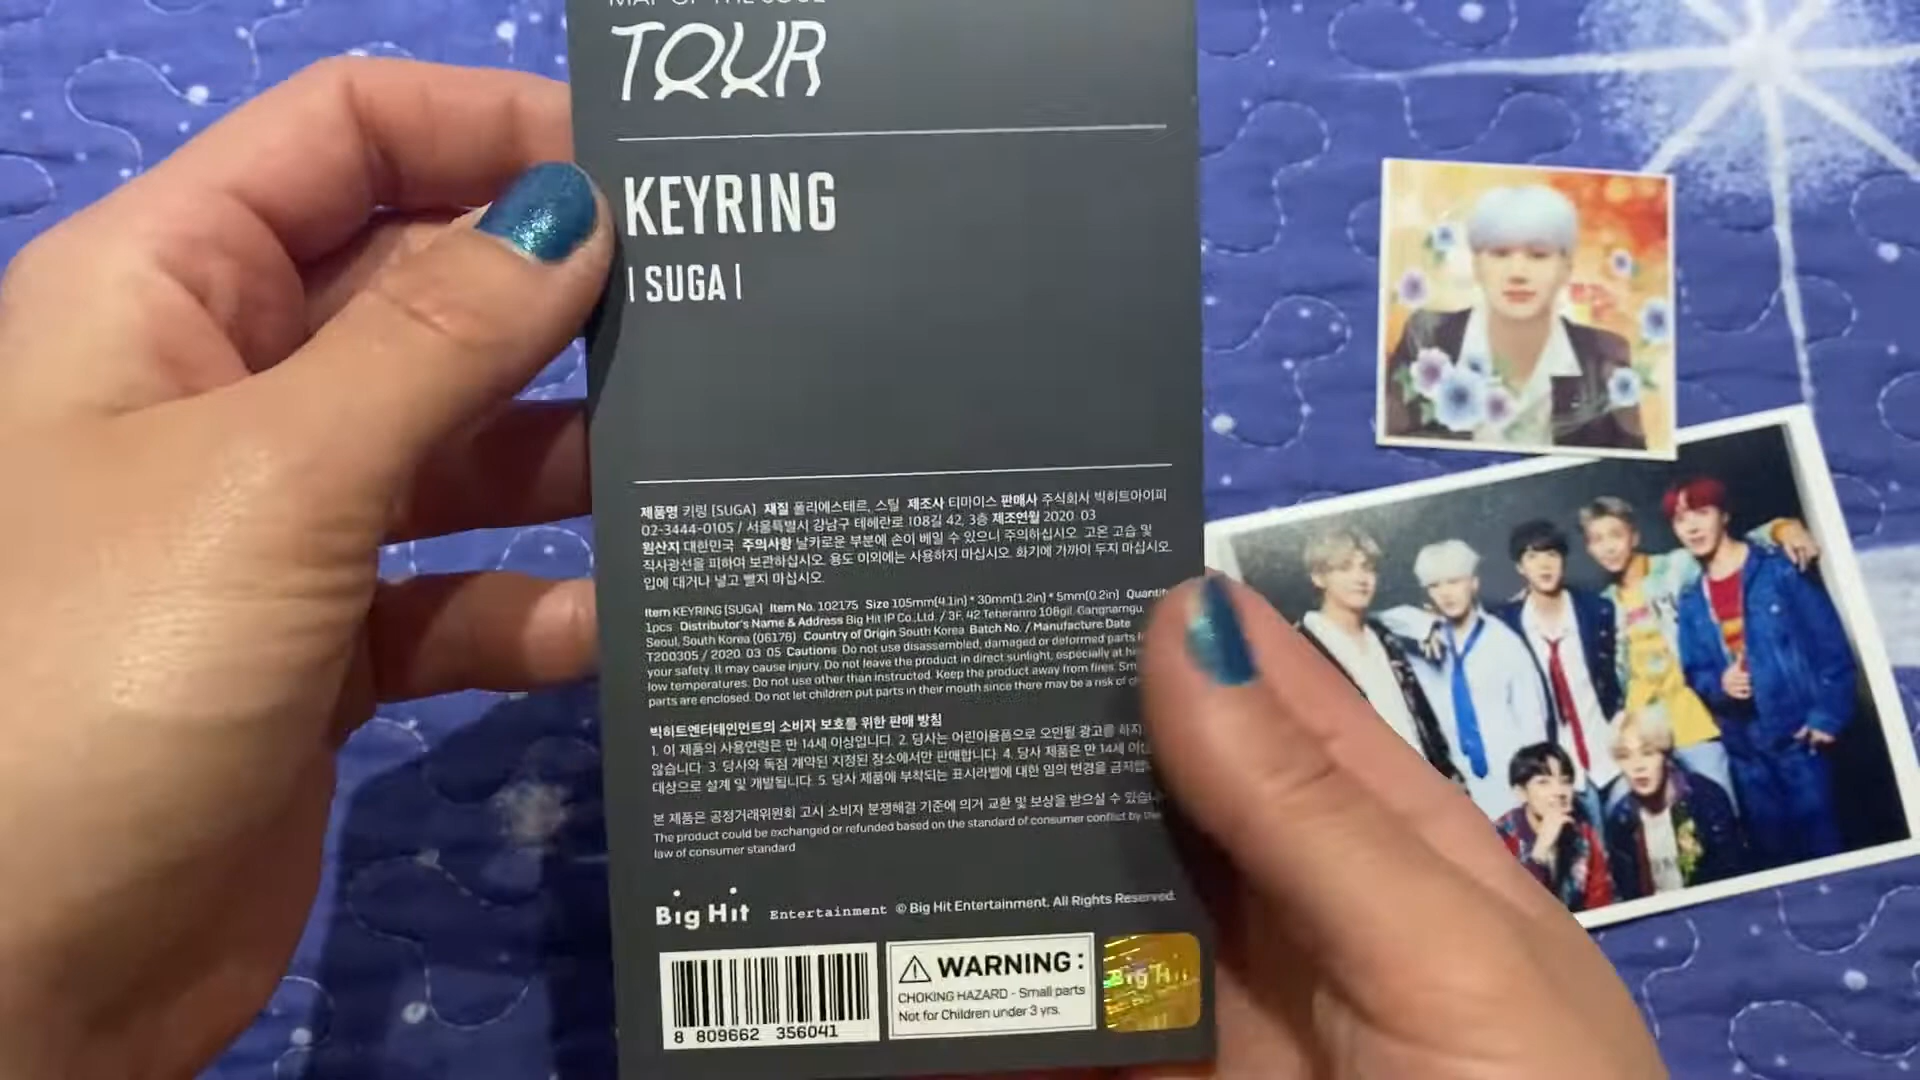 MAP OF THE SOUL
TOUR
KEYRING
| SUGA |
제품명 키링 [SUGA] 재질 폴리에스테르, 스틸 제조사 티마이스 판매사 주식회사 빅히트아이피
02-3444-0105 / 서울특별시 강남구 테헤란로 108길 42, 3층 제조연월 2020. 03
원산지 대한민국 주의사항 날카로운 부분에 손이 베일 수 있으니 주의하십시오. 고온 고습 및
직사광선을 피하여 보관하십시오. 용도 이외에는 사용하지 마십시오. 화기에 가까이 두지 마십시오.
입에 대거나 넣고 빨지 마십시오.
Item KEYRING [SUGA] Item No. 102175 Size 105mm(4.1in) * 30mm(1.2in) * 5mm(0.2in)
1pcs Distributor's Name & Address Big Hit IP Co.,Ltd. / 3F, 42 Teheranro 108gil, Gangnamgu,
Seoul, South Korea (06176) Country of Origin South Korea Batch No. / Manufacture Date
T200305 / 2020. 03. 05 Cautions Do not use disassembled, damaged or deformed parts
your safety. It may cause injury. Do not leave the product in direct sunlight, especially at
low temperatures. Do not use other than instructed. Keep the product away from fires.
parts are enclosed. Do not let children put parts in their mouth since there may be a risk of
빅히트엔터테인먼트의 소비자 보호를 위한 판매 방침
1. 이 제품의 사용연령은 만 14세 이상입니다. 2. 당사는 어린이용품으로 오인될 광고를 하지
않습니다. 3. 당사와 독점 계약된 지정된 장소에서만 판매합니다. 4. 당사 제품은 만 14세
대상으로 설계 및 개발됩니다. 5. 당사 제품에 부착되는 표시라벨에 대한 임의 변경을
본 제품은 공정거래위원회 고시 소비자 분쟁해결 기준에 의거 교환 및 보상을 받으실 수
The product could be exchanged or refunded based on the standard of consumer conflict by
law of consumer standard
Big Hit Entertainment © Big Hit Entertainment. All Rights Reserved.
8 809662 356041
WARNING:
CHOKING HAZARD - Small parts
Not for Children under 3 yrs.
Big Hit